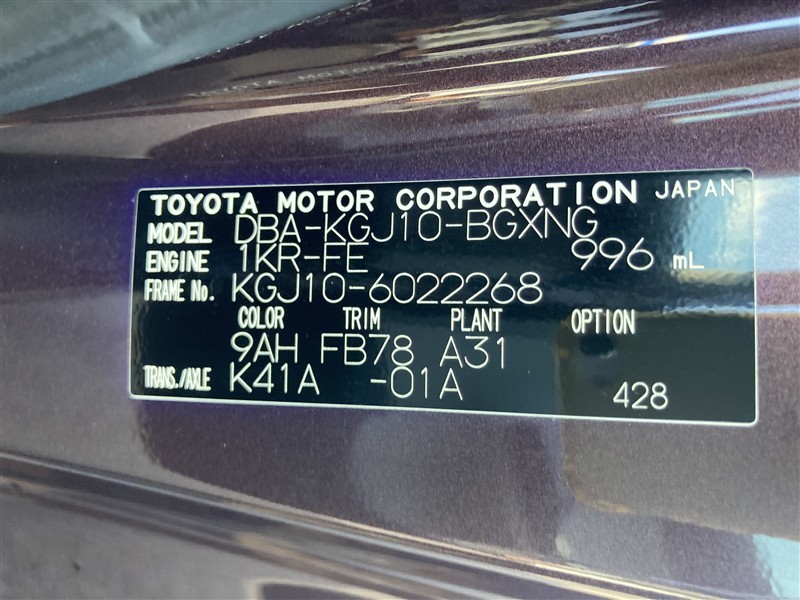 TOYOTA MOTOR CORPORATION JAPAN
MODEL DBA-KGJ10-BGXNG
ENGINE 1KR-FE 996 mL
FRAME No. KGJ10-6022268
COLOR TRIM PLANT OPTION
9AH FB78 A31
TRANS./AXLE K41A -01A 428